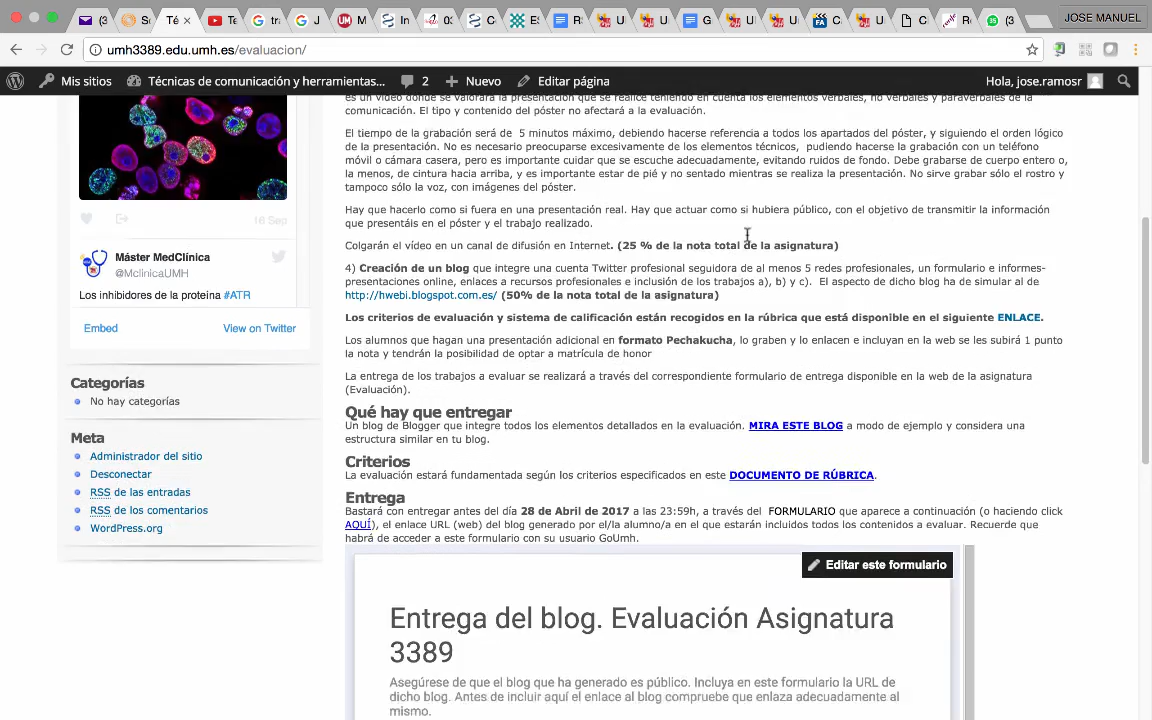 (3
So
Té
Te
tra
J
M
In
03
C
ES
R
U
U
G
U
U
C
U
C
Re
(3
JOSE MANUEL
umh3389.edu.umh.es/evaluacion/
Mis sitios
Técnicas de comunicación y herramientas...
2
Nuevo
Editar página
Hola, jose.ramosr
es un vídeo donde se valorará la presentación que se realice teniendo en cuenta los elementos verbales, no verbales y paraverbales de la
comunicación. El tipo y contenido del póster no afectará a la evaluación.
El tiempo de la grabación será de 5 minutos máximo, debiendo hacerse referencia a todos los apartados del póster, y siguiendo el orden lógico
de la presentación. No es necesario preocuparse excesivamente de los elementos técnicos, pudiendo hacerse la grabación con un teléfono
móvil o cámara casera, pero es importante cuidar que se escuche adecuadamente, evitando ruidos de fondo. Debe grabarse de cuerpo entero o,
la menos, de cintura hacia arriba, y es importante estar de pié y no sentado mientras se realiza la presentación. No sirve grabar sólo el rostro y
tampoco sólo la voz, con imágenes del póster.
Hay que hacerlo como si fuera en una presentación real. Hay que actuar como si hubiera público, con el objetivo de transmitir la información
que presentáis en el póster y el trabajo realizado.
Colgarán el vídeo en un canal de difusión en Internet. (25 % de la nota total de la asignatura)
4) Creación de un blog que integre una cuenta Twitter profesional seguidora de al menos 5 redes profesionales, un formulario e informes-
presentaciones online, enlaces a recursos profesionales e inclusión de los trabajos a), b) y c). El aspecto de dicho blog ha de simular al de
http://hwebi.blogspot.com.es/ (50% de la nota total de la asignatura)
Los criterios de evaluación y sistema de calificación están recogidos en la rúbrica que está disponible en el siguiente ENLACE.
Los alumnos que hagan una presentación adicional en formato Pechakucha, lo graben y lo enlacen e incluyan en la web se les subirá 1 punto
la nota y tendrán la posibilidad de optar a matrícula de honor
La entrega de los trabajos a evaluar se realizará a través del correspondiente formulario de entrega disponible en la web de la asignatura
(Evaluación).
Qué hay que entregar
Un blog de Blogger que integre todos los elementos detallados en la evaluación. MIRA ESTE BLOG a modo de ejemplo y considera una
estructura similar en tu blog.
Criterios
La evaluación estará fundamentada según los criterios especificados en este DOCUMENTO DE RÚBRICA.
Entrega
Bastará con entregar antes del día 28 de Abril de 2017 a las 23:59h, a través del FORMULARIO que aparece a continuación (o haciendo click
AQUÍ), el enlace URL (web) del blog generado por el/la alumno/a en el que estarán incluidos todos los contenidos a evaluar. Recuerde que
habrá de acceder a este formulario con su usuario GoUmh.
Editar este formulario
Entrega del blog. Evaluación Asignatura
3389
Asegúrese de que el blog que ha generado es público. Incluya en este formulario la URL de
dicho blog. Antes de incluir aquí el enlace al blog compruebe que enlaza adecuadamente al
mismo.
16 Sep
Máster MedClínica
@MclinicaUMH
Los inhibidores de la proteina #ATR
Embed
View on Twitter
Categorías
No hay categorías
Meta
Administrador del sitio
Desconectar
RSS de las entradas
RSS de los comentarios
WordPress.org